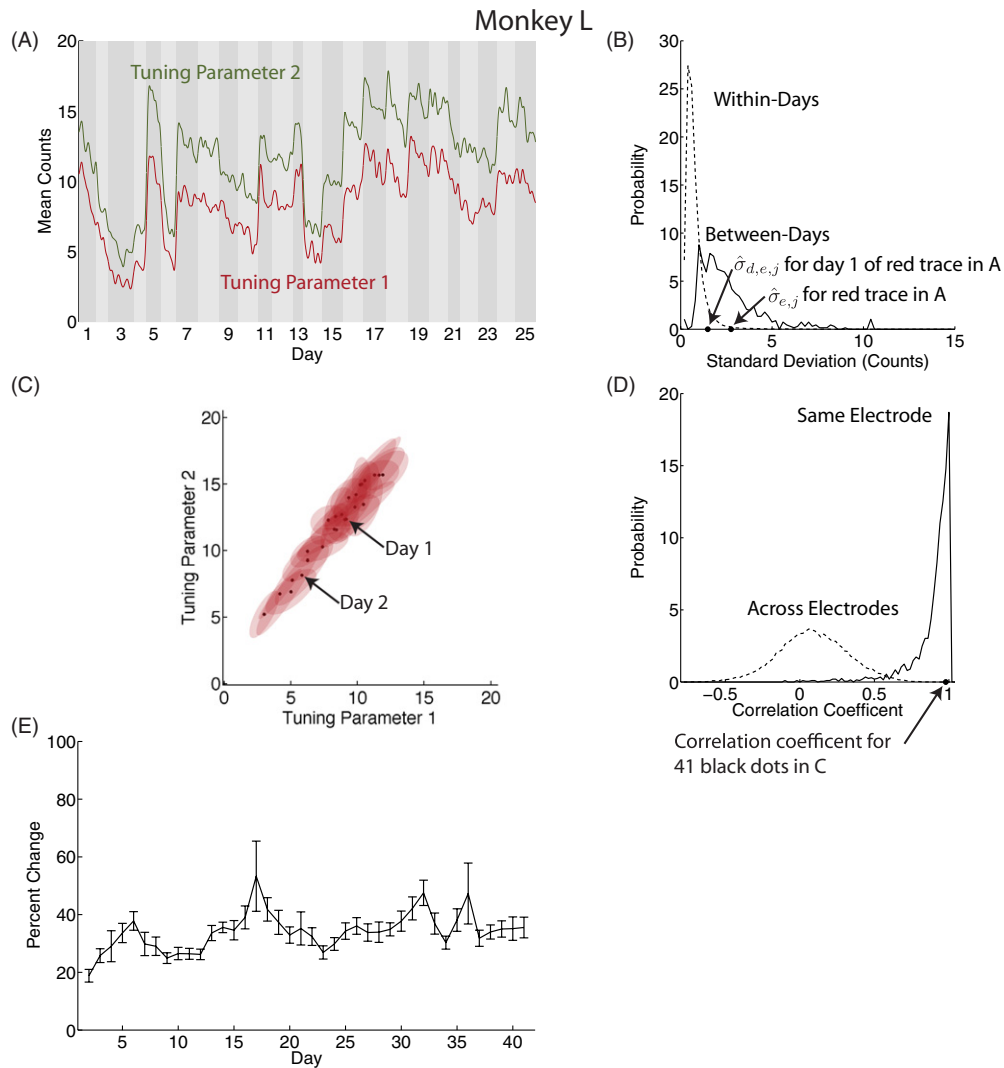 Monkey L
(A)
20
15
10
5
0
Mean Counts
Tuning Parameter 2
Tuning Parameter 1
1 3 5 7 9 11 13 15 17 19 21 23 25
Day
(B)
30
25
20
15
10
5
0
Probability
Within-Days
Between-Days
σ̂d,e,j for day 1 of red trace in A
σ̂e,j for red trace in A
0 5 10 15
Standard Deviation (Counts)
(C)
20
15
10
5
0
Tuning Parameter 2
Day 1
Day 2
0 5 10 15 20
Tuning Parameter 1
(D)
20
15
10
5
0
Probability
Same Electrode
Across Electrodes
−0.5 0 0.5 1
Correlation Coefficent
Correlation coefficent for
41 black dots in C
(E)
100
80
60
40
20
0
Percent Change
5 10 15 20 25 30 35 40
Day